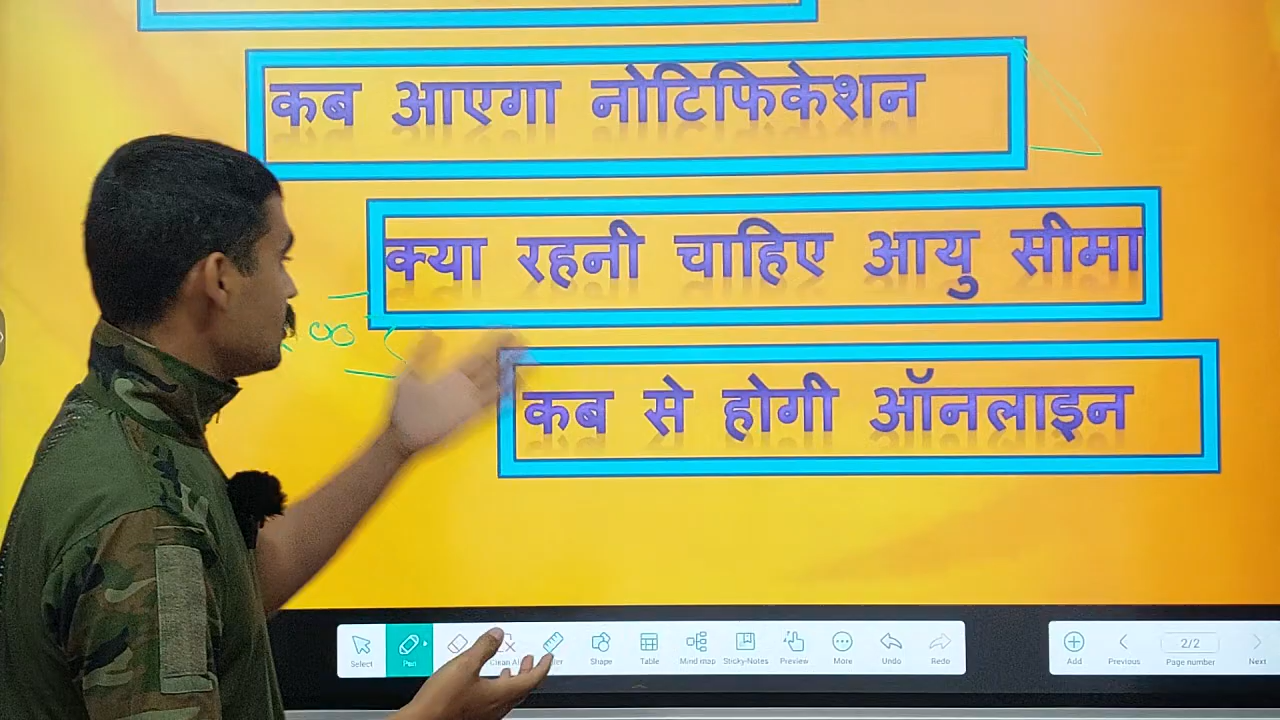 कब आएगा नोटिफिकेशन
क्या रहनी चाहिए आयु सीमा
कब से होगी ऑनलाइन
Select
Pen
Shape
Table
Mind map
Sticky-Notes
Preview
More
Undo
Redo
Add
Previous
2/2
Page number
Next